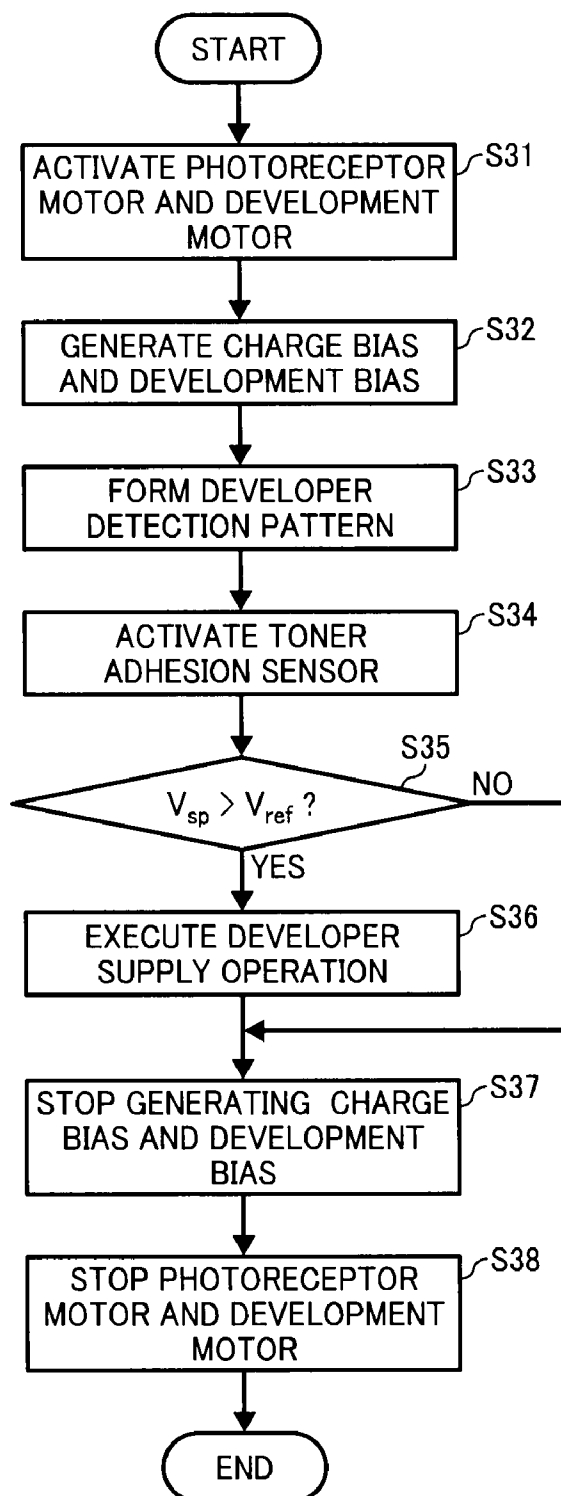 START
S31
ACTIVATE PHOTORECEPTOR
MOTOR AND DEVELOPMENT
MOTOR
S32
GENERATE CHARGE BIAS
AND DEVELOPMENT BIAS
S33
FORM DEVELOPER
DETECTION PATTERN
S34
ACTIVATE TONER
ADHESION SENSOR
S35
Vsp > Vref ?
NO
YES
S36
EXECUTE DEVELOPER
SUPPLY OPERATION
S37
STOP GENERATING CHARGE
BIAS AND DEVELOPMENT
BIAS
S38
STOP PHOTORECEPTOR
MOTOR AND DEVELOPMENT
MOTOR
END